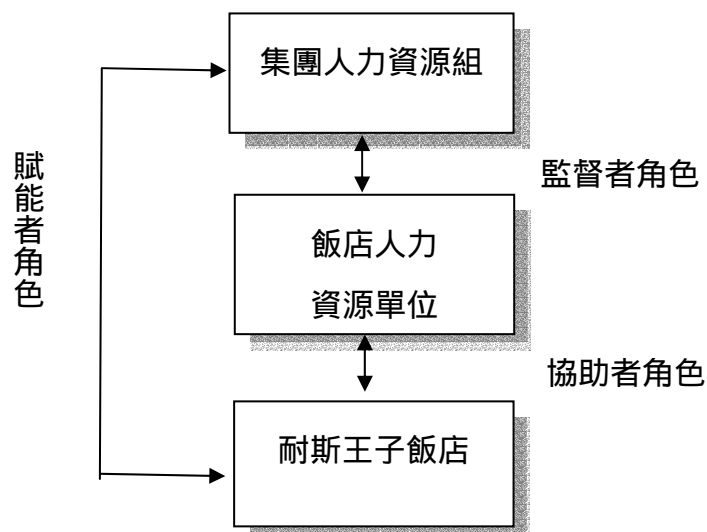 集團人力資源組
監督者角色
賦能者角色
飯店人力
資源單位
協助者角色
耐斯王子飯店